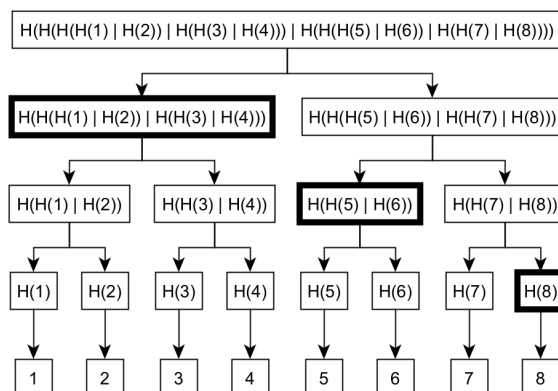 H(H(H(H(1) | H(2)) | H(H(3) | H(4))) | H(H(H(5) | H(6)) | H(H(7) | H(8))))
H(H(H(1) | H(2)) | H(H(3) | H(4)))
H(H(H(5) | H(6)) | H(H(7) | H(8)))
H(H(1) | H(2))
H(H(3) | H(4))
H(H(5) | H(6))
H(H(7) | H(8))
H(1)
H(2)
H(3)
H(4)
H(5)
H(6)
H(7)
H(8)
1
2
3
4
5
6
7
8